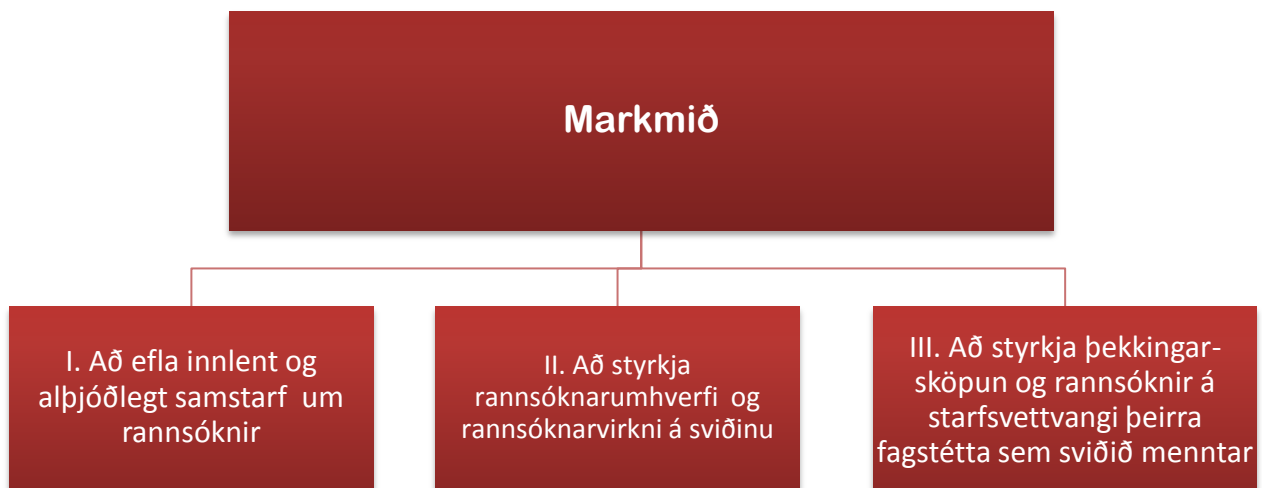 Markmið
I. Að efla innlent og
alþjóðlegt samstarf um
rannsóknir
II. Að styrkja
rannsóknarumhverfi og
rannsóknarvirkni á sviðinu
III. Að styrkja þekkingar-
sköpun og rannsóknir á
starfsvettvangi þeirra
fagstétta sem sviðið menntar